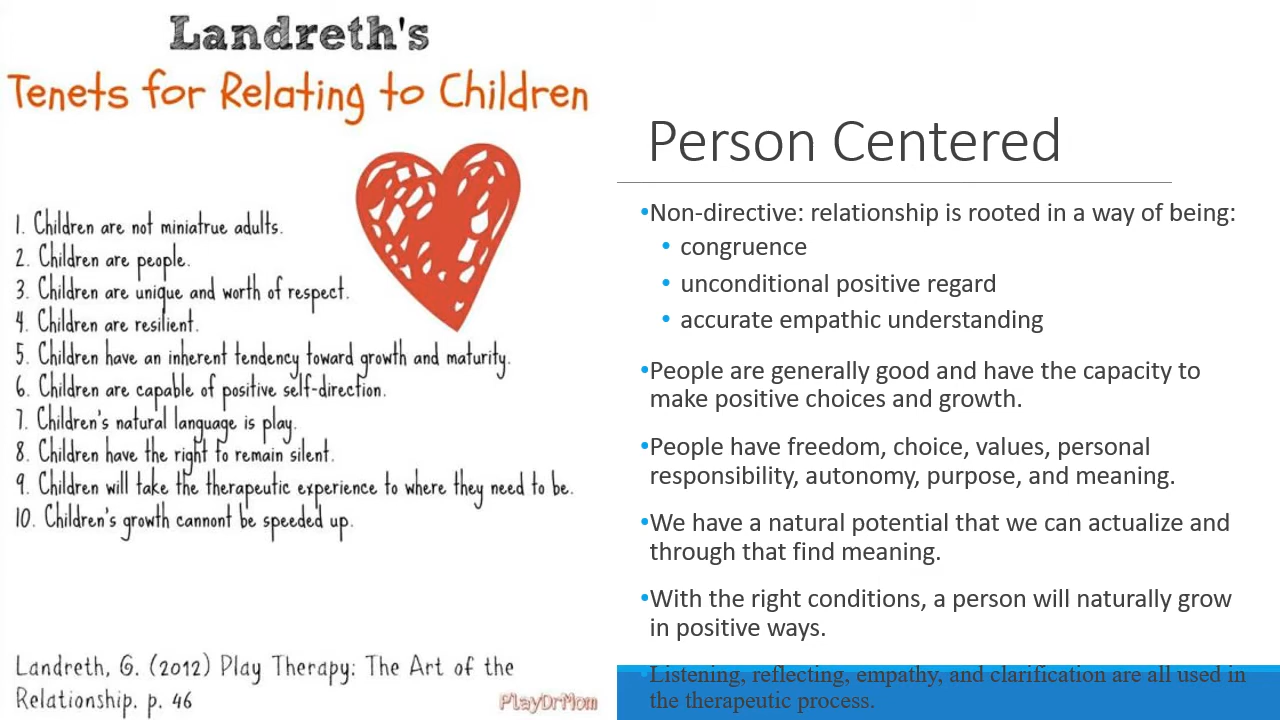 Landreth's
Tenets for Relating to Children
1. Children are not miniatrue adults.
2. Children are people.
3. Children are unique and worth of respect.
4. Children are resilient.
5. Children have an inherent tendency toward growth and maturity.
6. Children are capable of positive self-direction.
7. Children's natural language is play.
8. Children have the right to remain silent.
9. Children will take the therapeutic experience to where they need to be.
10. Children's growth cannont be speeded up.
Landreth, G. (2012) Play Therapy: The Art of the
Relationship. p. 46
PlayDrMom
Person Centered
•Non-directive: relationship is rooted in a way of being:
• congruence
• unconditional positive regard
• accurate empathic understanding
•People are generally good and have the capacity to
make positive choices and growth.
•People have freedom, choice, values, personal
responsibility, autonomy, purpose, and meaning.
•We have a natural potential that we can actualize and
through that find meaning.
•With the right conditions, a person will naturally grow
in positive ways.
•Listening, reflecting, empathy, and clarification are all used in
the therapeutic process.